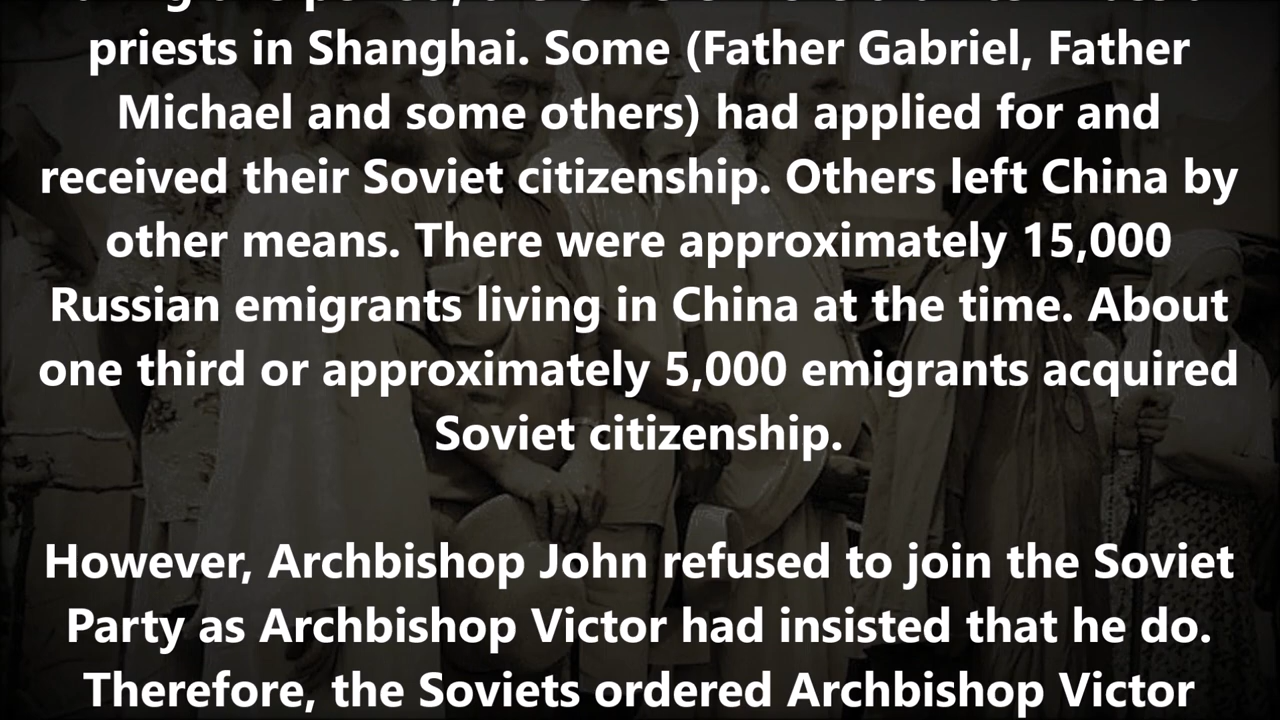 priests in Shanghai. Some (Father Gabriel, Father
Michael and some others) had applied for and
received their Soviet citizenship. Others left China by
other means. There were approximately 15,000
Russian emigrants living in China at the time. About
one third or approximately 5,000 emigrants acquired
Soviet citizenship.
However, Archbishop John refused to join the Soviet
Party as Archbishop Victor had insisted that he do.
Therefore, the Soviets ordered Archbishop Victor